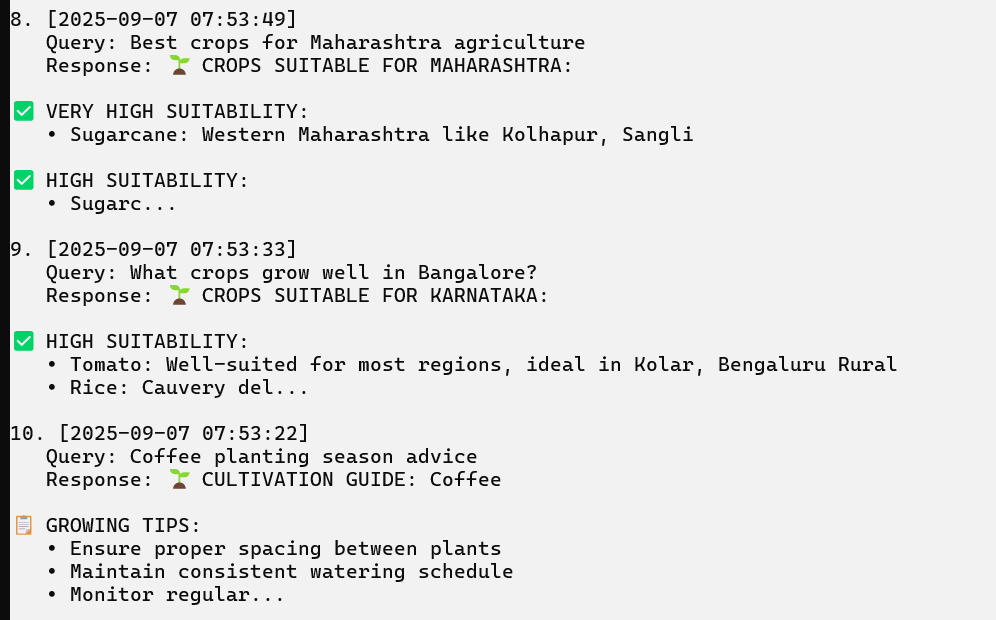 8. [2025-09-07 07:53:49]
Query: Best crops for Maharashtra agriculture
Response: 🌱 CROPS SUITABLE FOR MAHARASHTRA:
✅ VERY HIGH SUITABILITY:
• Sugarcane: Western Maharashtra like Kolhapur, Sangli
✅ HIGH SUITABILITY:
• Sugarc...
9. [2025-09-07 07:53:33]
Query: What crops grow well in Bangalore?
Response: 🌱 CROPS SUITABLE FOR KARNATAKA:
✅ HIGH SUITABILITY:
• Tomato: Well-suited for most regions, ideal in Kolar, Bengaluru Rural
• Rice: Cauvery del...
10. [2025-09-07 07:53:22]
Query: Coffee planting season advice
Response: 🌱 CULTIVATION GUIDE: Coffee
📋 GROWING TIPS:
• Ensure proper spacing between plants
• Maintain consistent watering schedule
• Monitor regular...